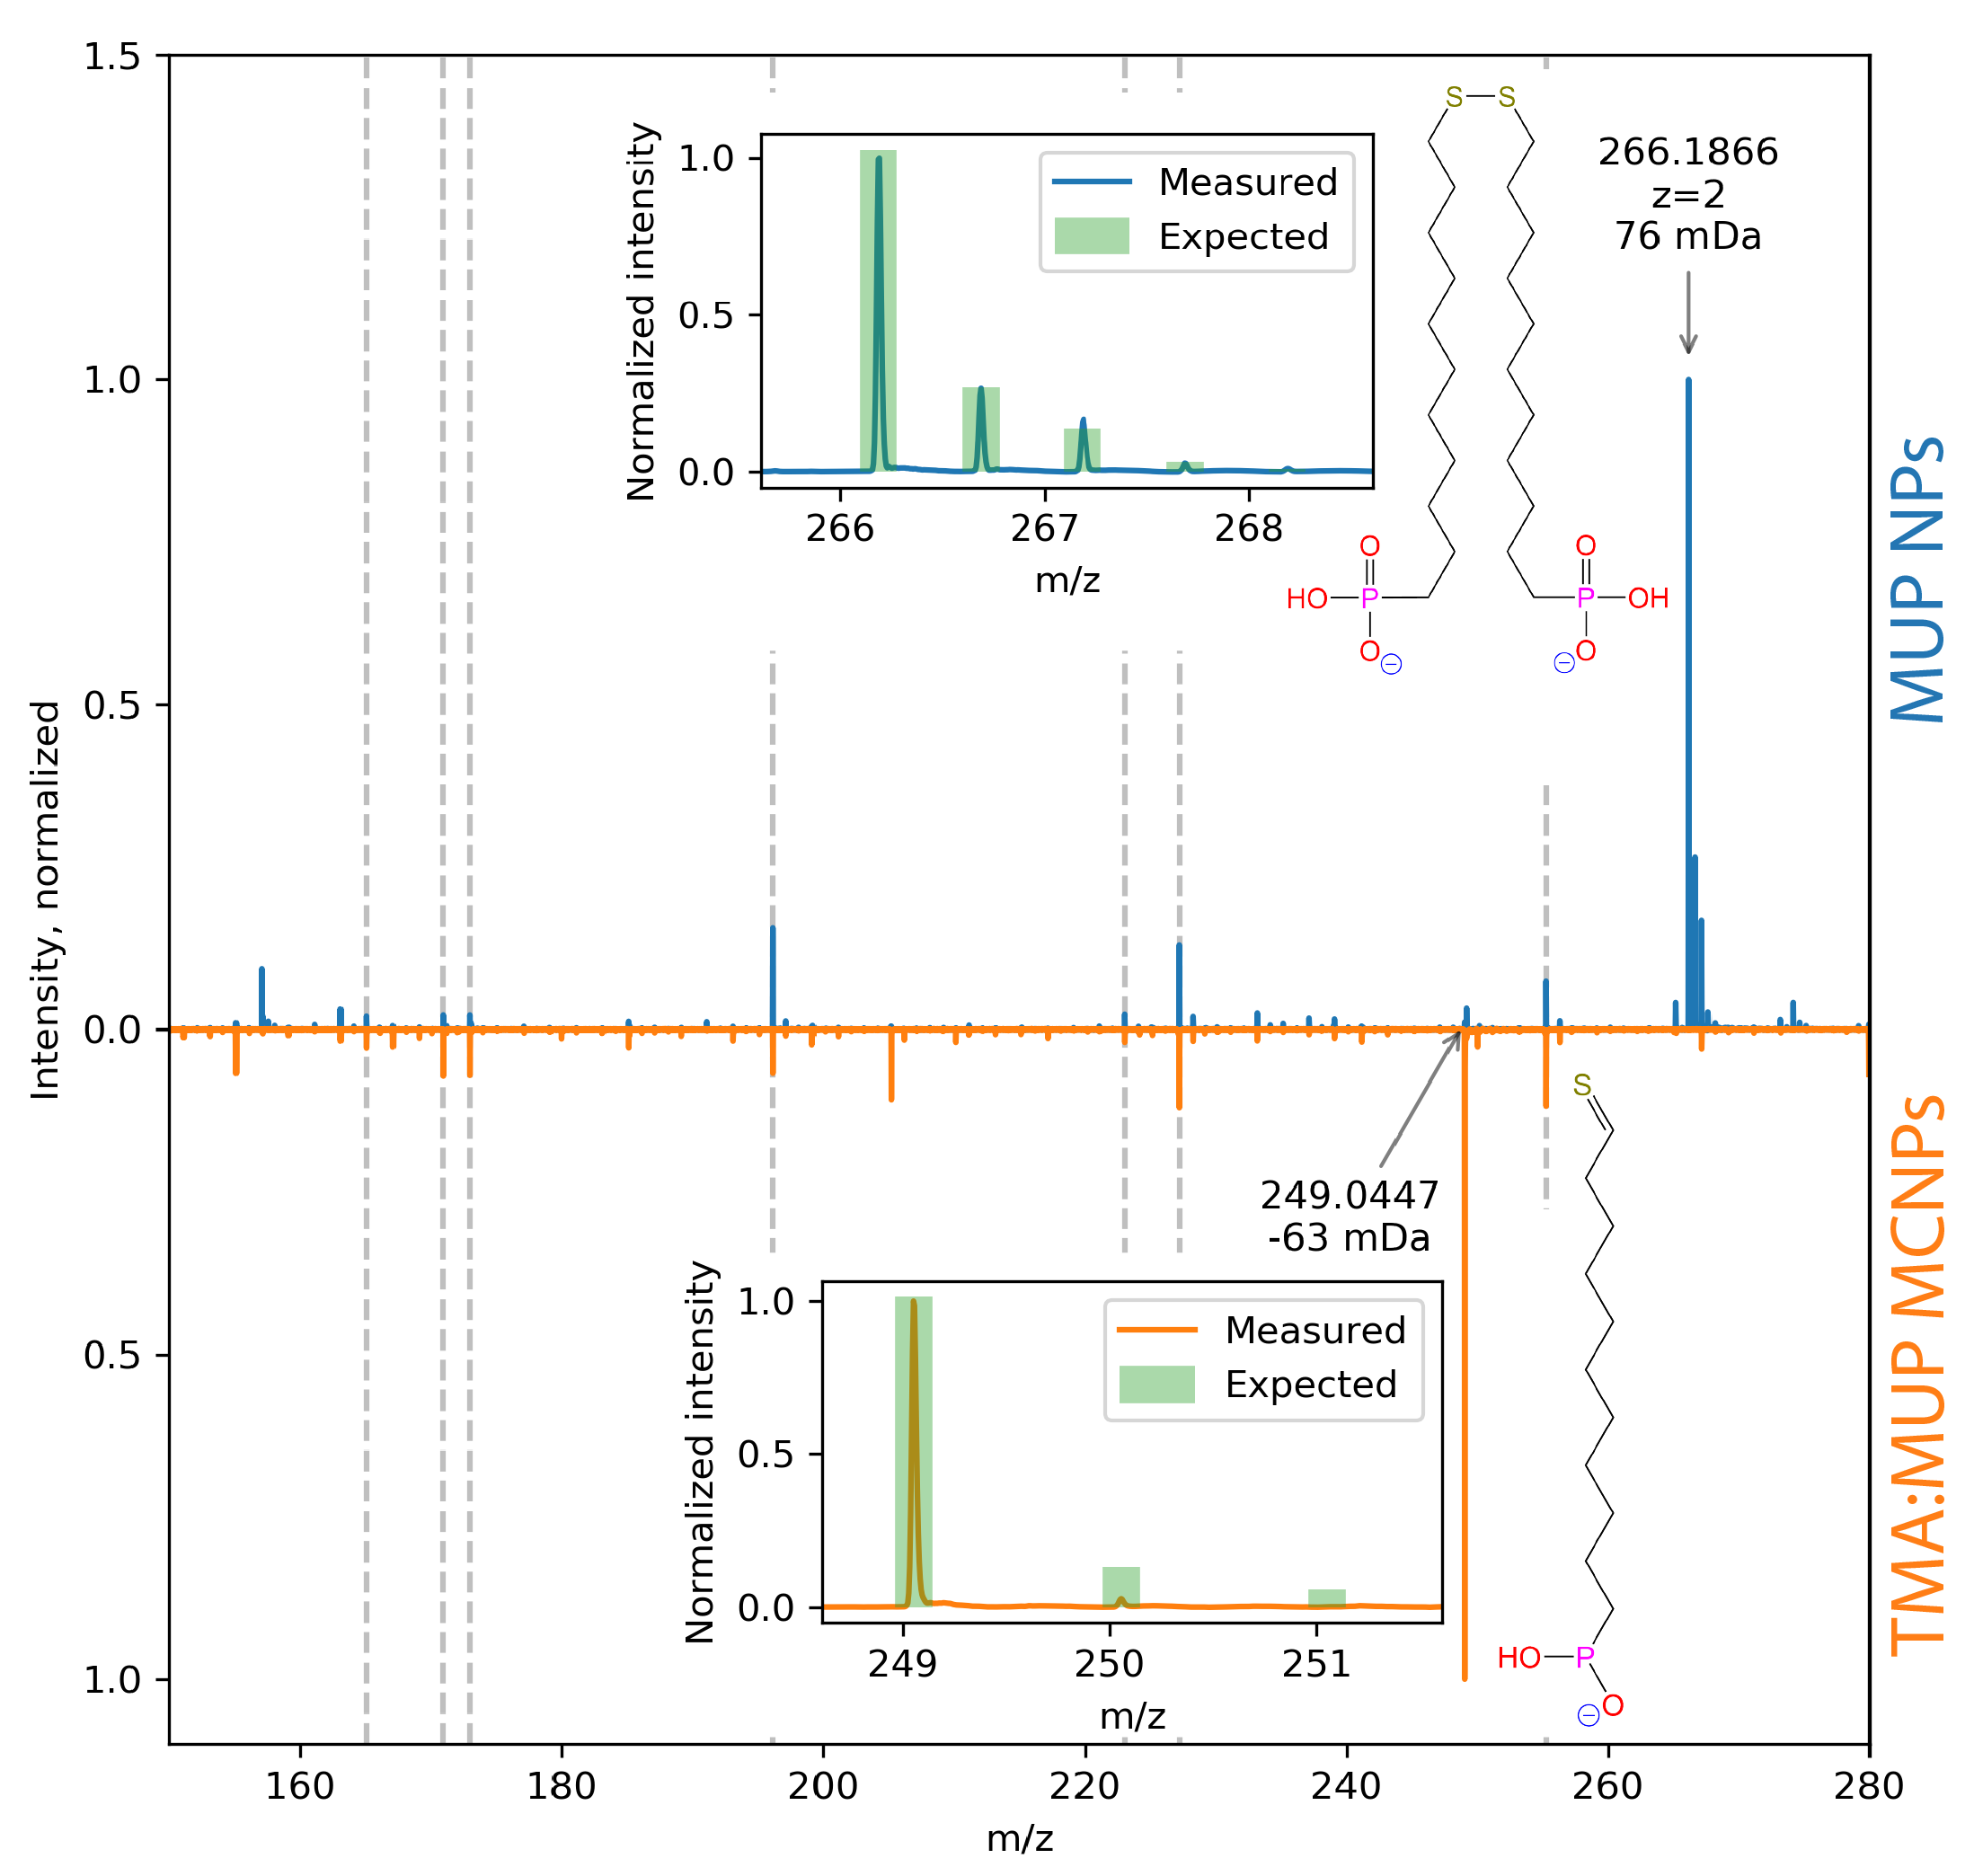 1.5
1.0
0.5
0.0
0.5
1.0
Intensity, normalized
160
180
200
220
240
260
280
m/z
MUP NPs
TMA:MUP MCNPs
Normalized intensity
1.0
0.5
0.0
Measured
Expected
266
267
268
m/z
S
S
O
O
HO
P
P
OH
O
O
266.1866
z=2
76 mDa
249.0447
-63 mDa
Normalized intensity
1.0
0.5
0.0
Measured
Expected
249
250
251
m/z
S
HO
P
O